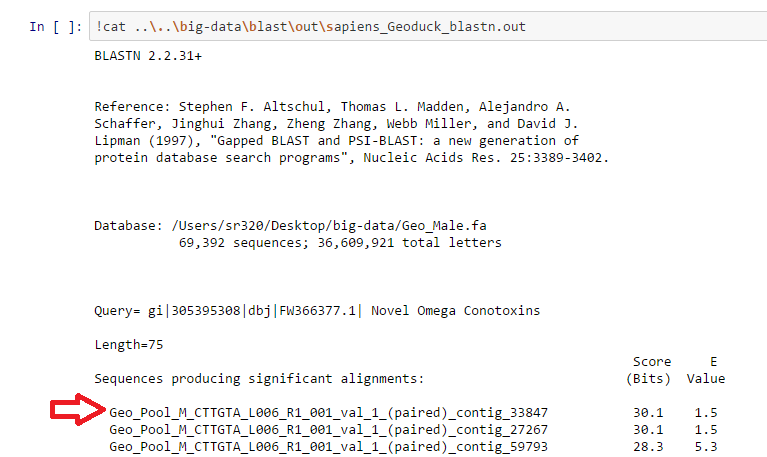 In [ ]: !cat ..\..\big-data\blast\out\sapiens_Geoduck_blastn.out
BLASTN 2.2.31+
Reference: Stephen F. Altschul, Thomas L. Madden, Alejandro A.
Schaffer, Jinghui Zhang, Zheng Zhang, Webb Miller, and David J.
Lipman (1997), "Gapped BLAST and PSI-BLAST: a new generation of
protein database search programs", Nucleic Acids Res. 25:3389-3402.
Database: /Users/sr320/Desktop/big-data/Geo_Male.fa
69,392 sequences; 36,609,921 total letters
Query= gi|305395308|dbj|FW366377.1| Novel Omega Conotoxins
Length=75
Score E
Sequences producing significant alignments: (Bits) Value
Geo_Pool_M_CTTGTA_L006_R1_001_val_1_(paired)_contig_33847 30.1 1.5
Geo_Pool_M_CTTGTA_L006_R1_001_val_1_(paired)_contig_27267 30.1 1.5
Geo_Pool_M_CTTGTA_L006_R1_001_val_1_(paired)_contig_59793 28.3 5.3